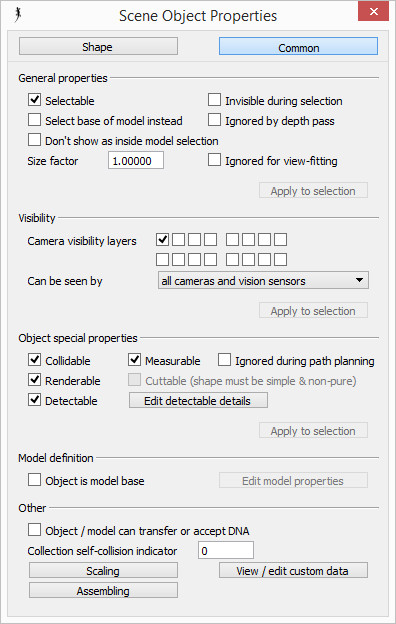 Scene Object Properties
Shape Common
General properties
Selectable Invisible during selection
Select base of model instead Ignored by depth pass
Don't show as inside model selection
Size factor 1.00000 Ignored for view-fitting
Apply to selection
Visibility
Camera visibility layers
Can be seen by all cameras and vision sensors
Apply to selection
Object special properties
Collidable Measurable Ignored during path planning
Renderable Cuttable (shape must be simple & non-pure)
Detectable Edit detectable details
Apply to selection
Model definition
Object is model base Edit model properties
Other
Object / model can transfer or accept DNA
Collection self-collision indicator 0
Scaling View / edit custom data
Assembling